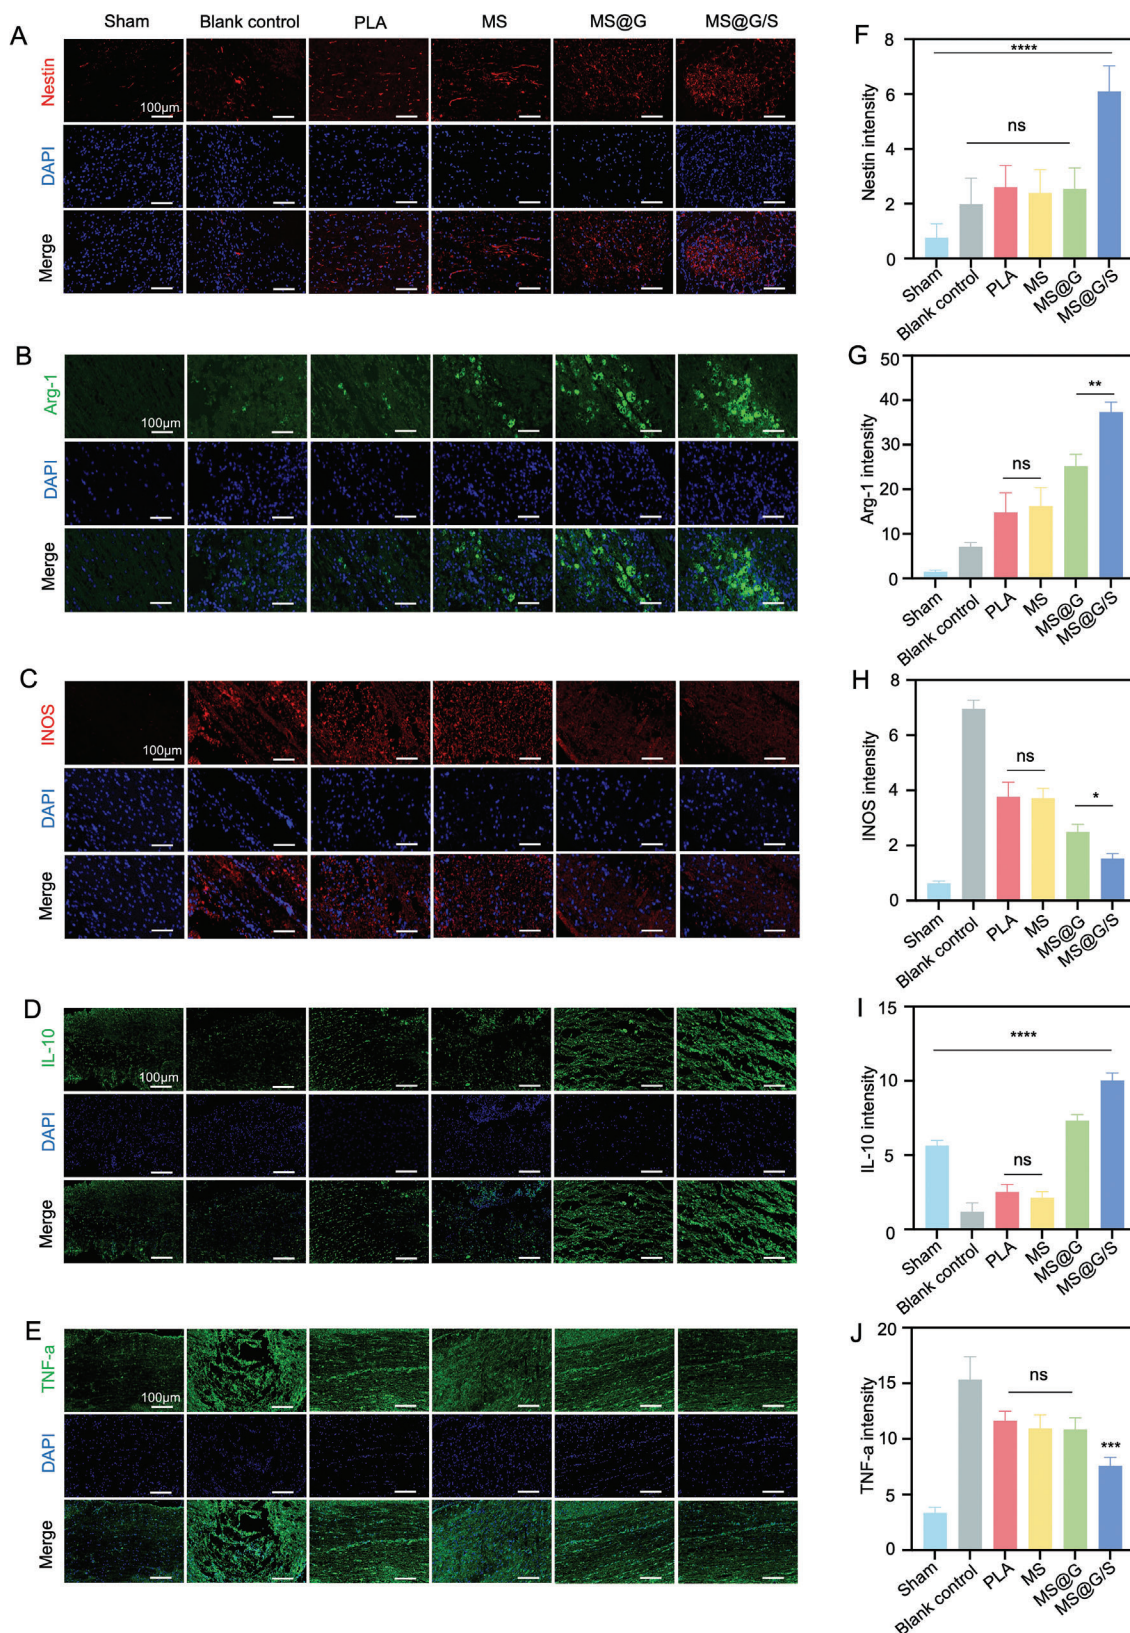 Sham Blank control PLA MS MS@G MS@G/S
A
Nestin
100μm
DAPI
Merge
B
Arg-1
100μm
DAPI
Merge
C
INOS
100μm
DAPI
Merge
D
IL-10
100μm
DAPI
Merge
E
TNF-a
100μm
DAPI
Merge
F
Nestin intensity
8
6
4
2
0
****
ns
Sham
Blank control
PLA
MS
MS@G
MS@G/S
G
Arg-1 intensity
50
40
30
20
10
0
**
ns
Sham
Blank control
PLA
MS
MS@G
MS@G/S
H
INOS intensity
8
6
4
2
0
ns
*
Sham
Blank control
PLA
MS
MS@G
MS@G/S
I
IL-10 intensity
15
10
5
0
****
ns
Sham
Blank control
PLA
MS
MS@G
MS@G/S
J
TNF-a intensity
20
15
10
5
0
ns
***
Sham
Blank control
PLA
MS
MS@G
MS@G/S